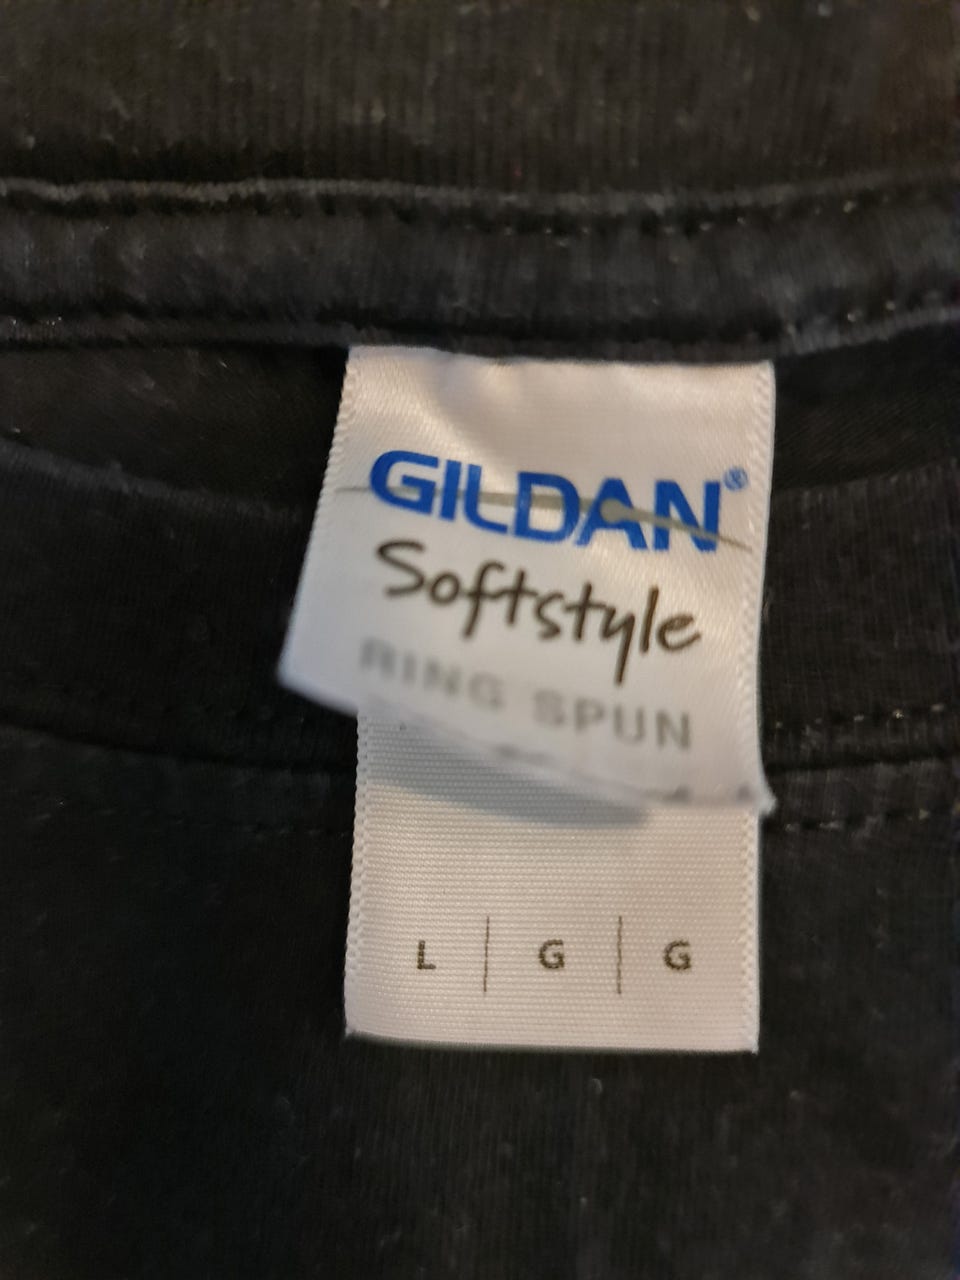 GILDAN®
Softstyle
RING SPUN
L | G | G